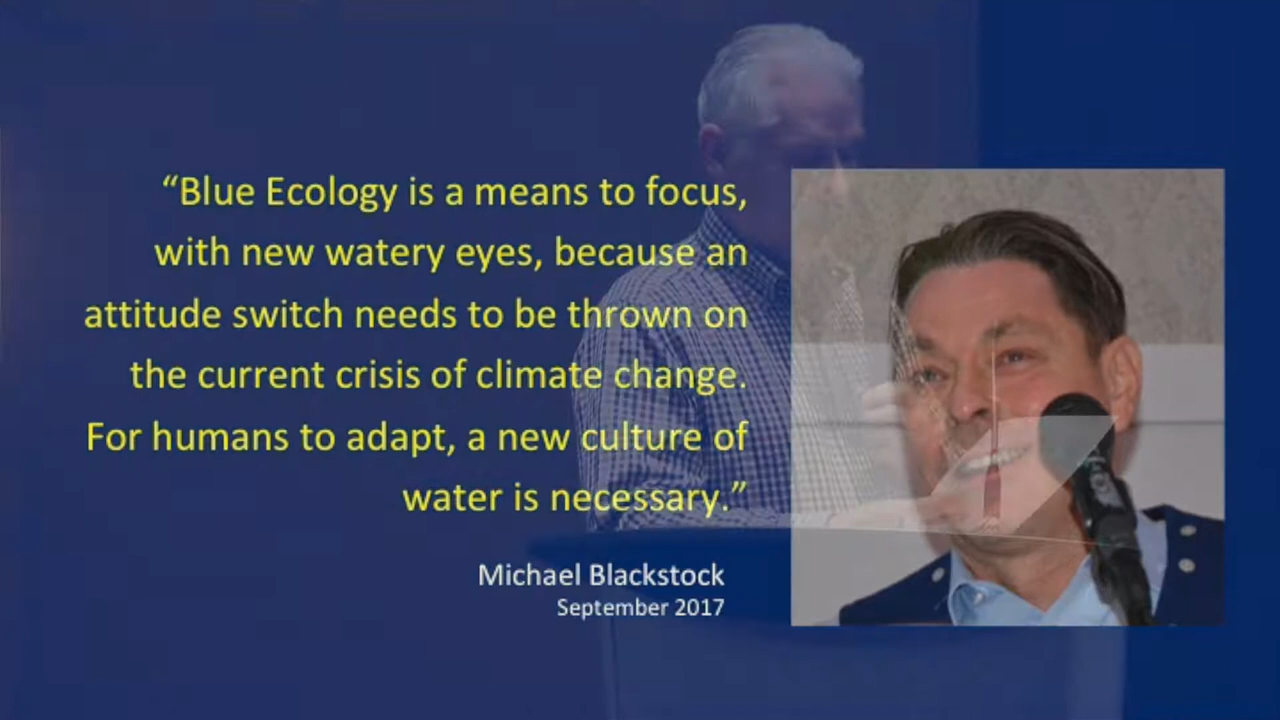 “Blue Ecology is a means to focus,
with new watery eyes, because an
attitude switch needs to be thrown on
the current crisis of climate change.
For humans to adapt, a new culture of
water is necessary.”
Michael Blackstock
September 2017